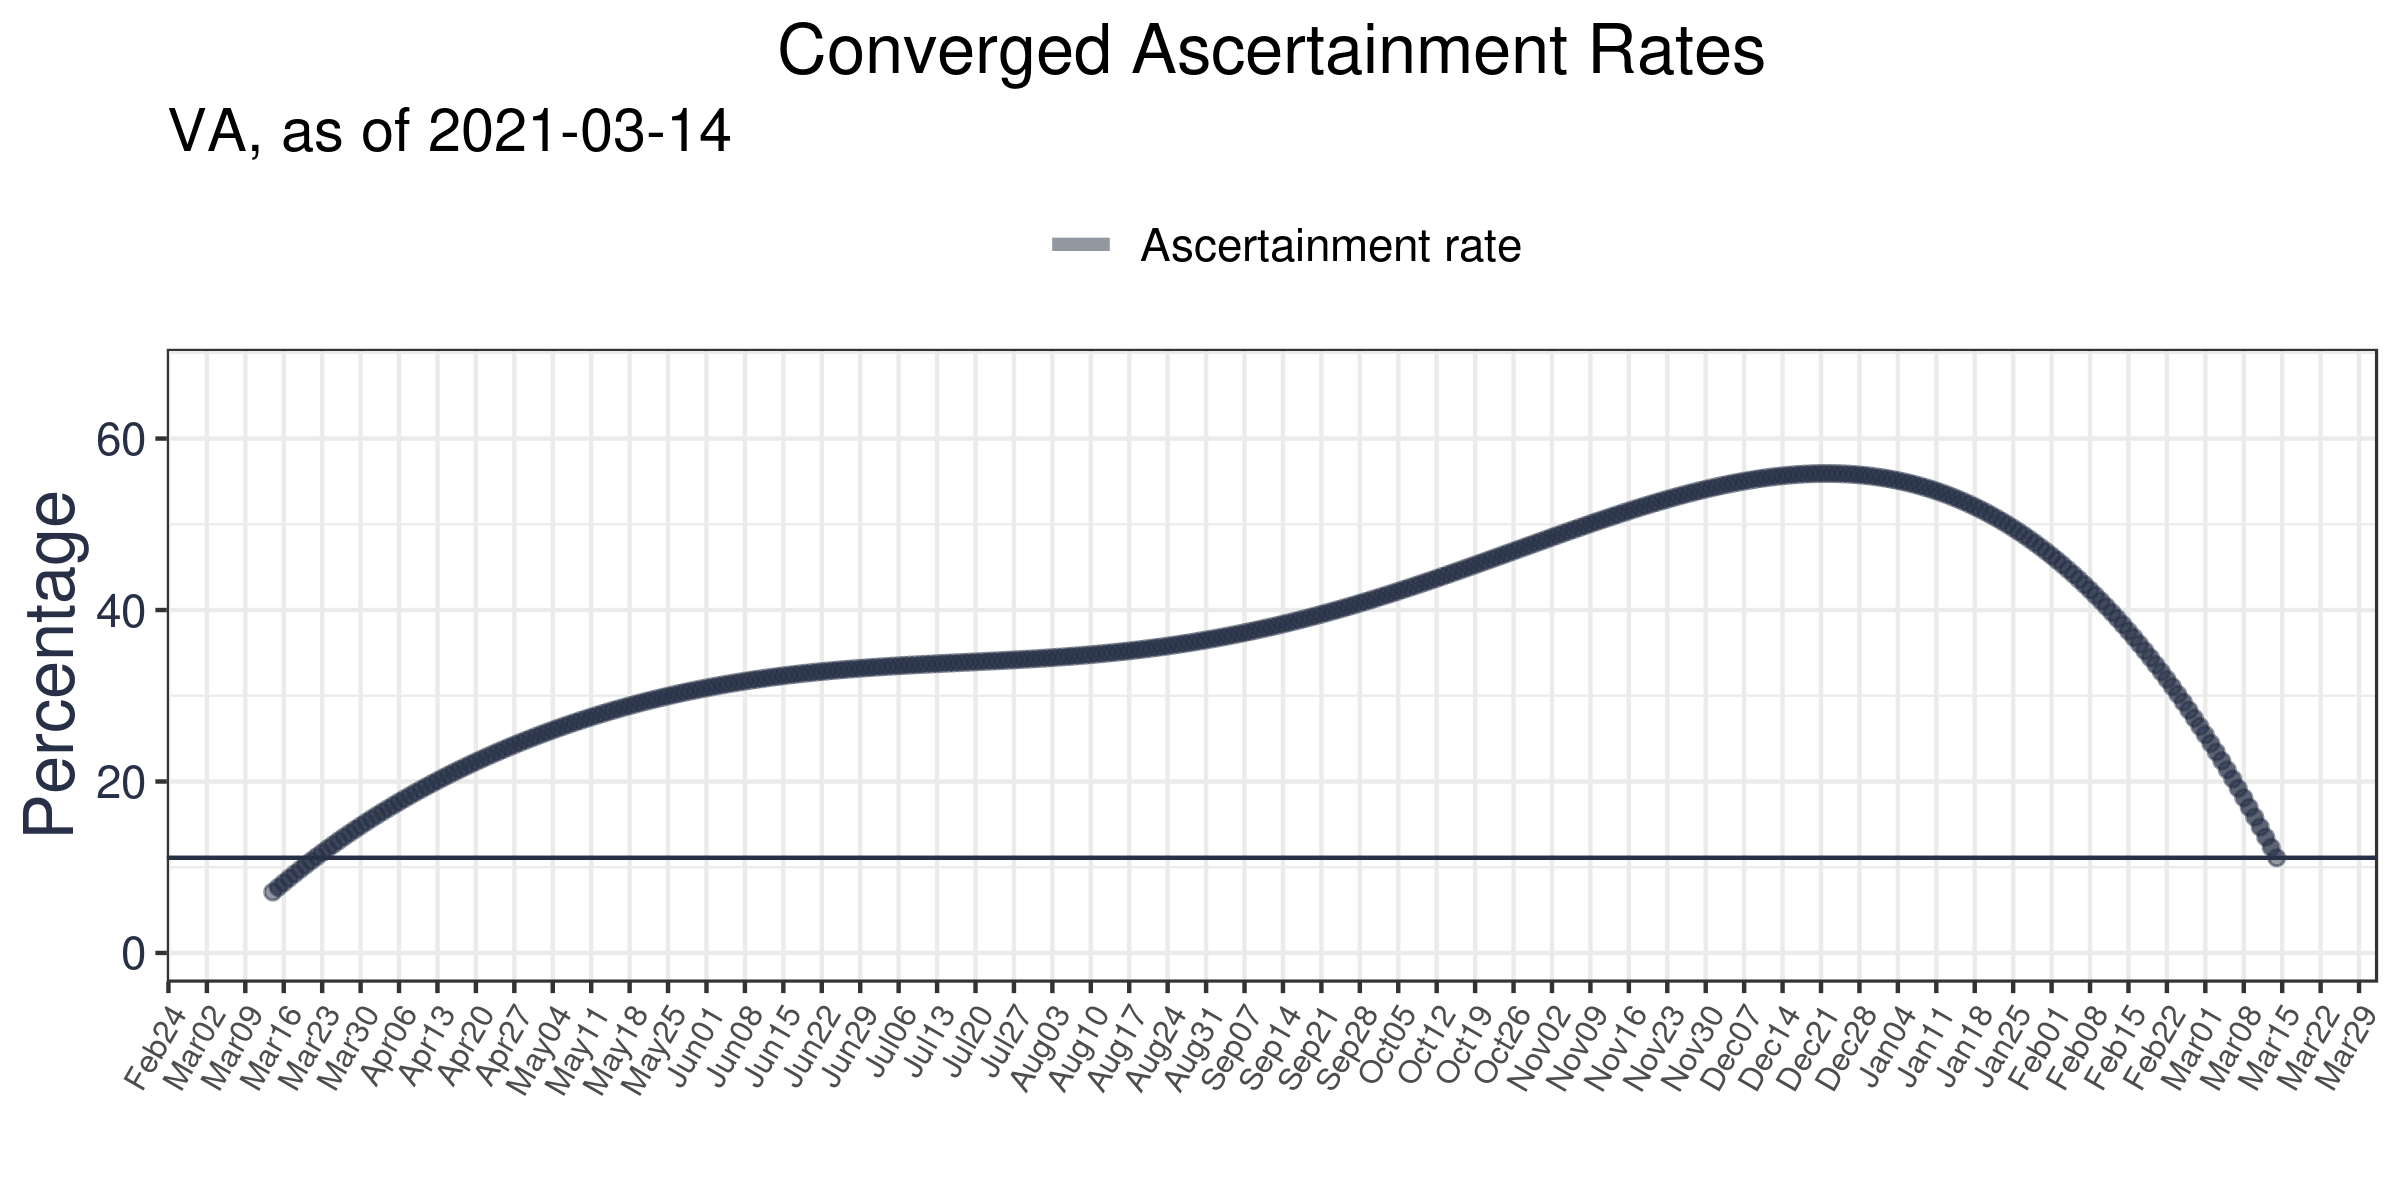 Converged Ascertainment Rates
VA, as of 2021-03-14
Ascertainment rate
Percentage
60
40
20
0
Feb24 Mar02 Mar09 Mar16 Mar23 Mar30 Apr06 Apr13 Apr20 Apr27 May04 May11 May18 May25 Jun01 Jun08 Jun15 Jun22 Jun29 Jul06 Jul13 Jul20 Jul27 Aug03 Aug10 Aug17 Aug24 Aug31 Sep07 Sep14 Sep21 Sep28 Oct05 Oct12 Oct19 Oct26 Nov02 Nov09 Nov16 Nov23 Nov30 Dec07 Dec14 Dec21 Dec28 Jan04 Jan11 Jan18 Jan25 Feb01 Feb08 Feb15 Feb22 Mar01 Mar08 Mar15 Mar22 Mar29